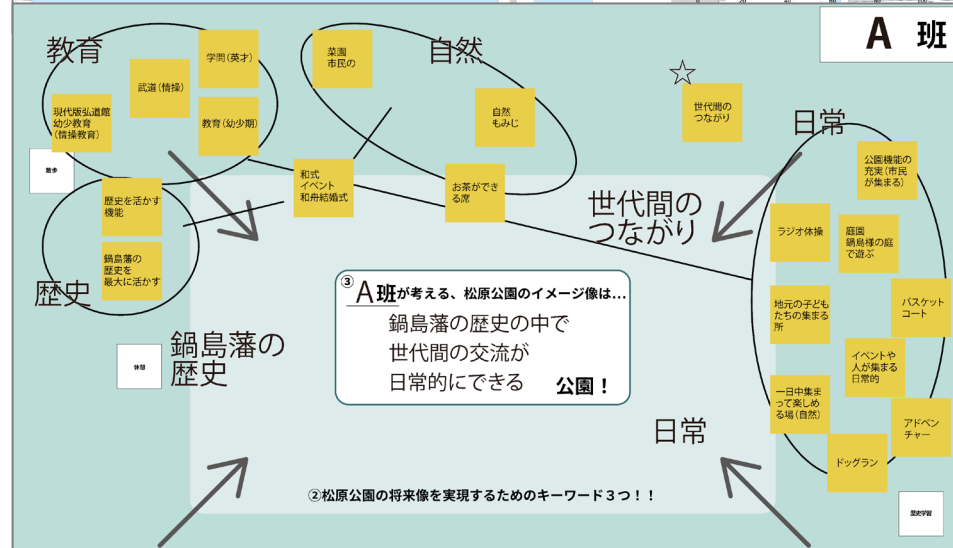 A 班
教育
学問(英才)
武道(情操)
教育(幼少期)
現代版弘道館
幼少教育
(情操教育)
散歩
歴史を活かす
機能
鍋島藩の
歴史を
最大に活かす
歴史
休憩
自然
菜園
市民の
自然
もみじ
お茶ができ
る席
和式
イベント
和舟結婚式
☆
世代間の
つながり
日常
公園機能の
充実(市民
が集まる)
ラジオ体操
庭園
鍋島様の庭
で遊ぶ
地元の子ども
たちの集まる
所
バスケット
コート
イベントや
人が集まる
日常的
一日中集ま
って楽しめ
る場(自然)
アドベン
チャー
ドッグラン
歴史学習
世代間の
つながり
鍋島藩の
歴史
日常
③A班が考える、松原公園のイメージ像は…
鍋島藩の歴史の中で
世代間の交流が
日常的にできる 公園!
②松原公園の将来像を実現するためのキーワード3つ!!